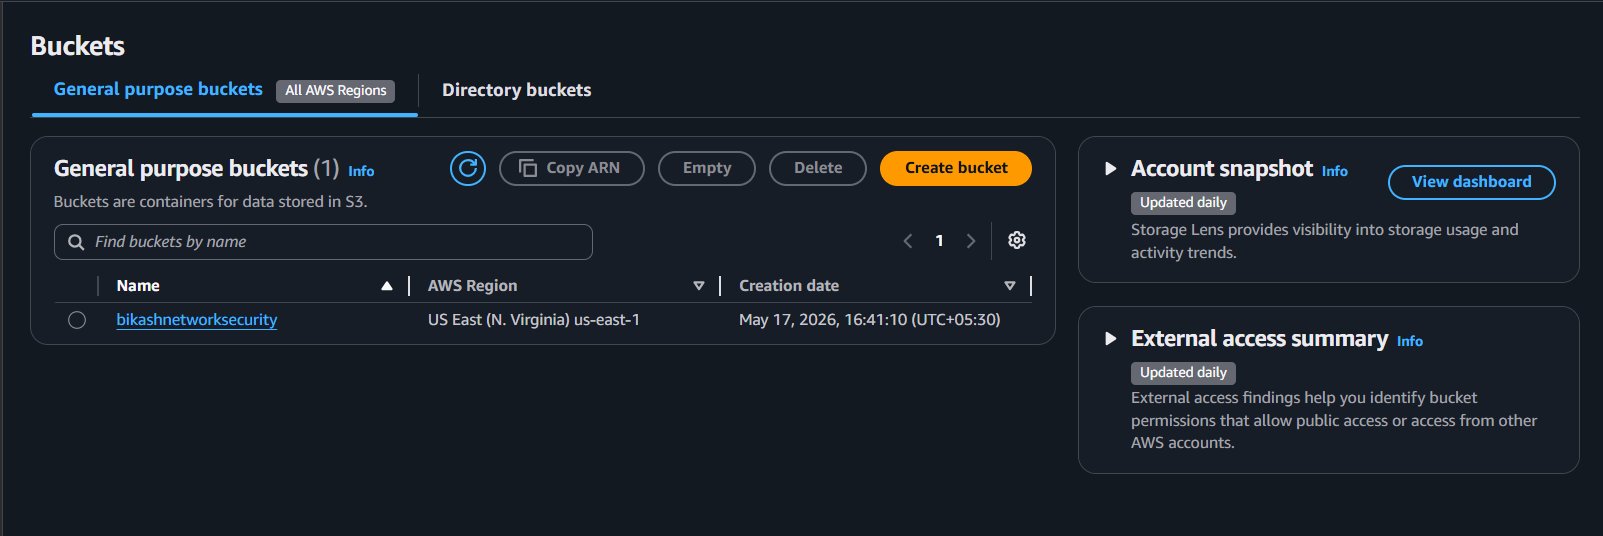 Buckets
General purpose buckets All AWS Regions Directory buckets
General purpose buckets (1) Info Copy ARN Empty Delete Create bucket
Buckets are containers for data stored in S3.
Find buckets by name 1
Name AWS Region Creation date
bikashnetworksecurity US East (N. Virginia) us-east-1 May 17, 2026, 16:41:10 (UTC+05:30)
Account snapshot Info View dashboard
Updated daily
Storage Lens provides visibility into storage usage and
activity trends.
External access summary Info
Updated daily
External access findings help you identify bucket
permissions that allow public access or access from other
AWS accounts.